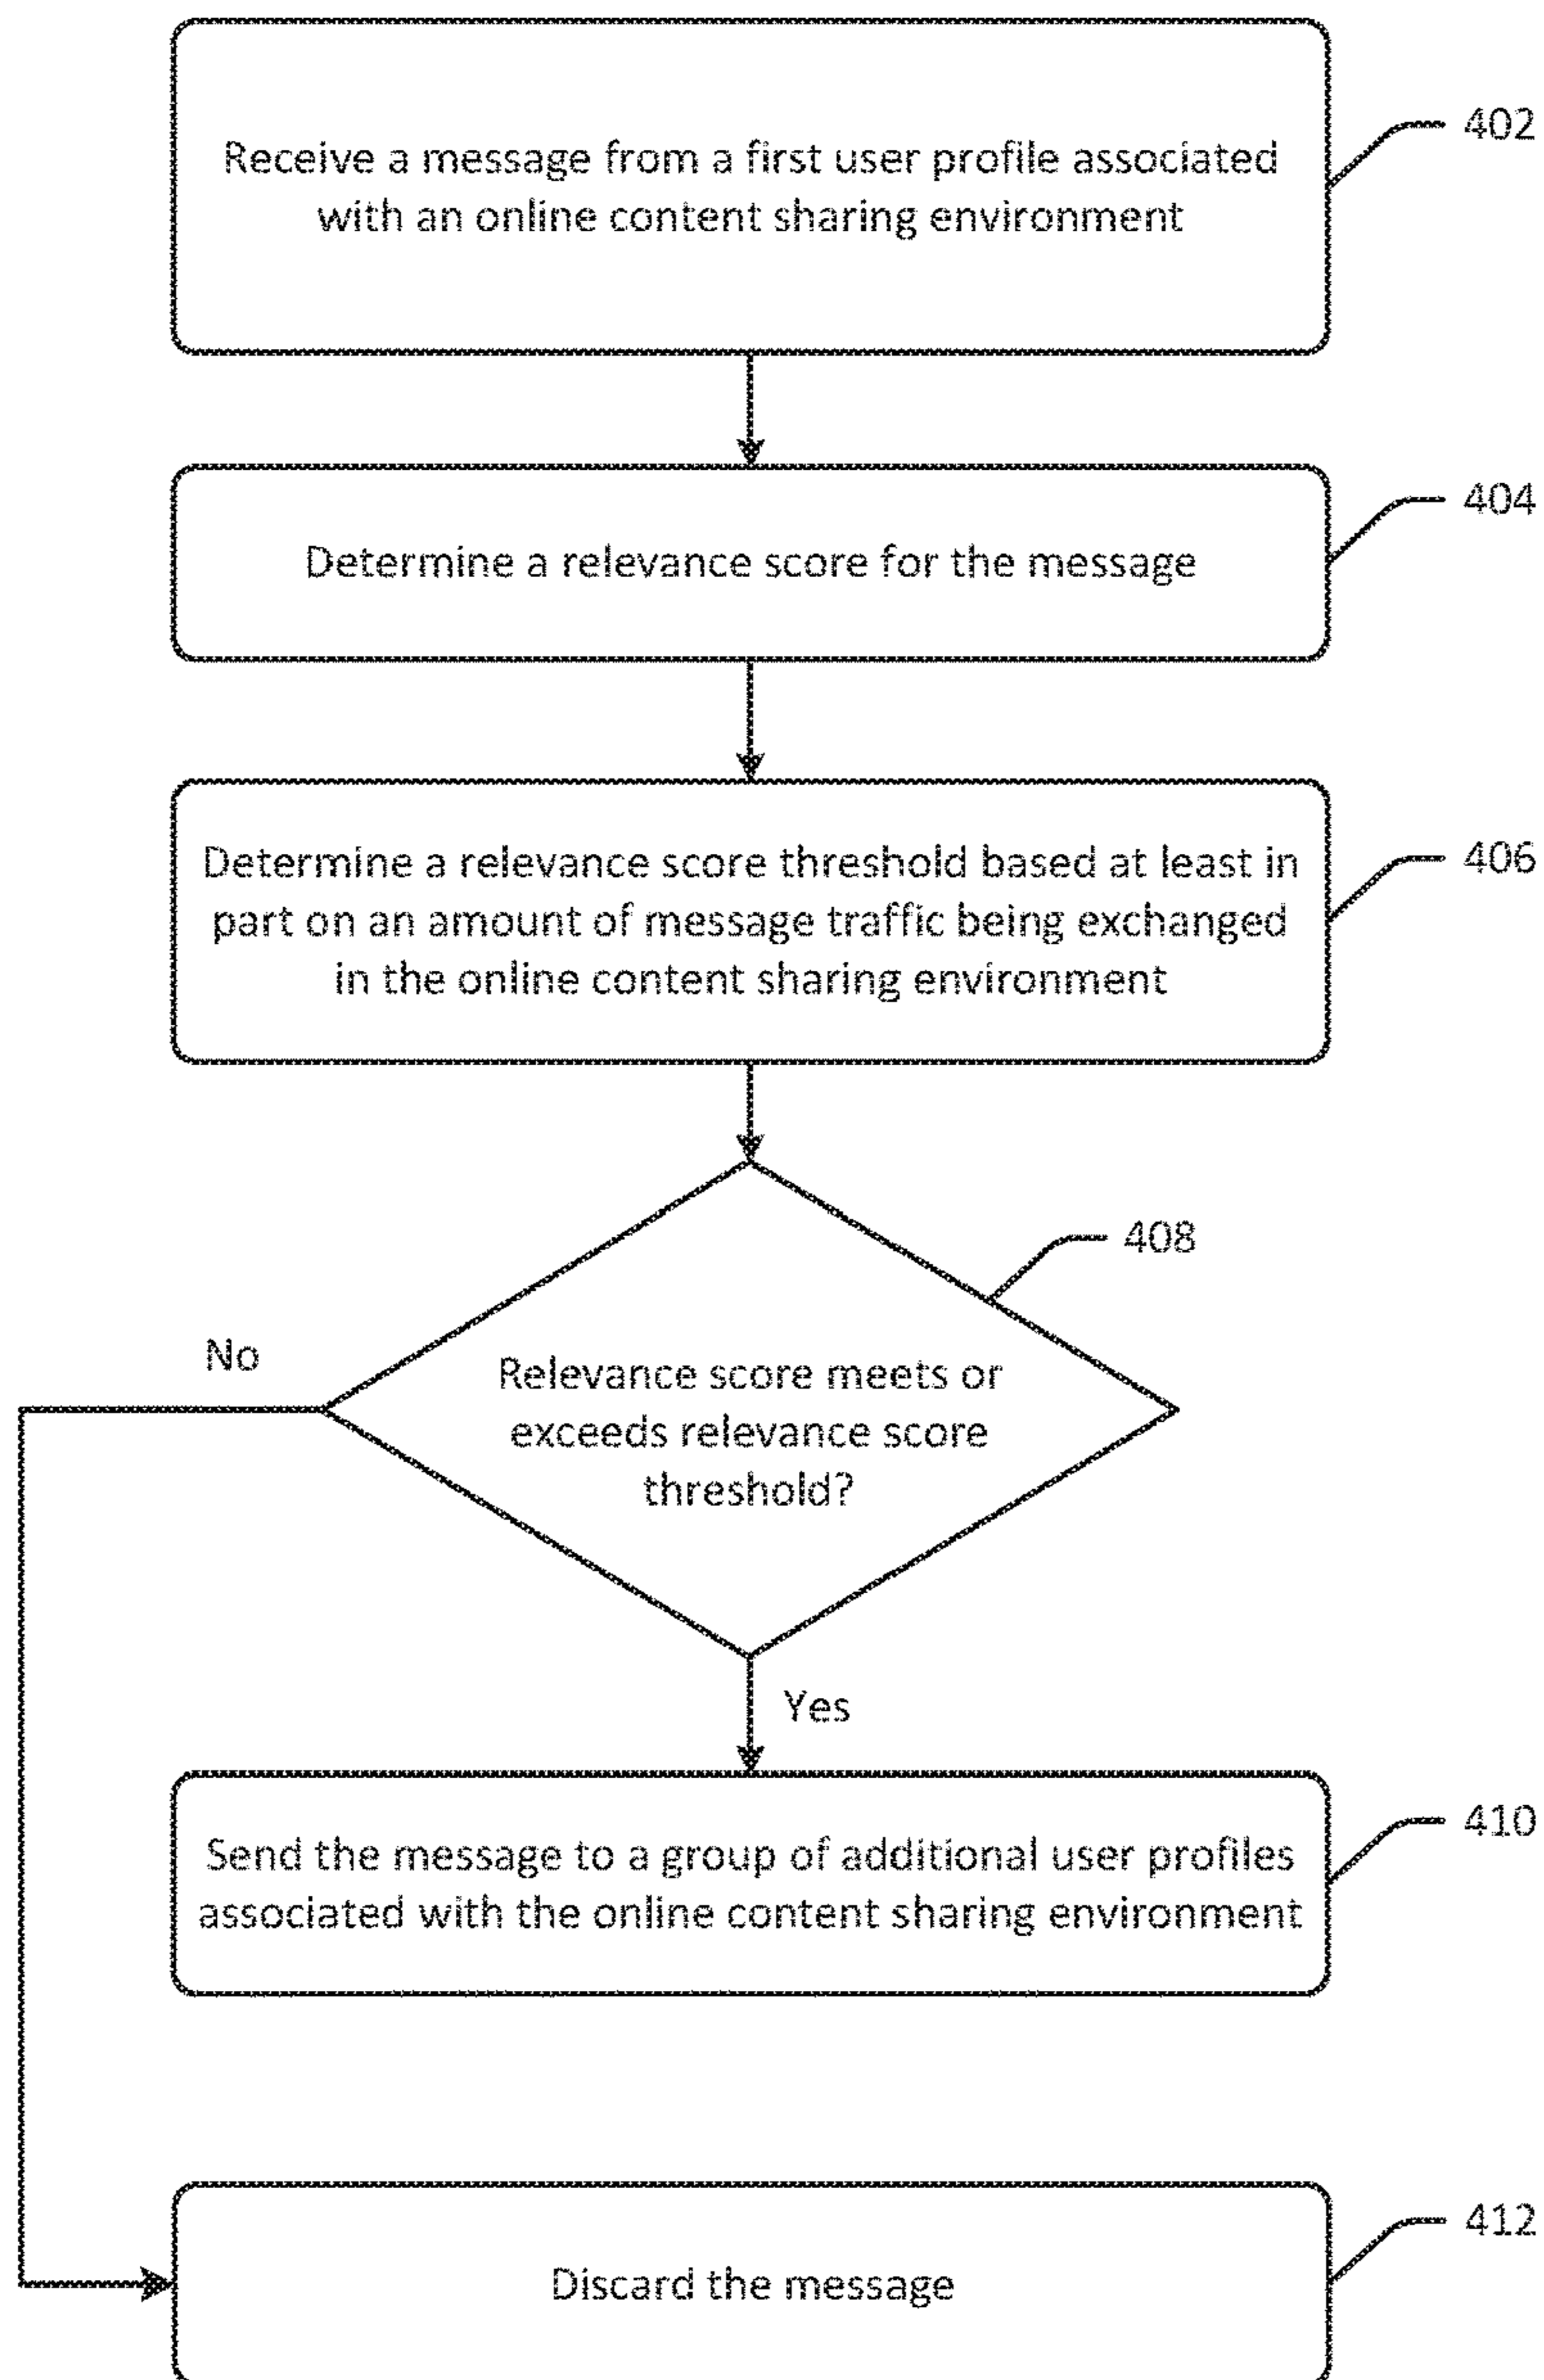 Receive a message from a first user profile associated
with an online content sharing environment
402
Determine a relevance score for the message
404
Determine a relevance score threshold based at least in
part on an amount of message traffic being exchanged
in the online content sharing environment
406
408
No
Relevance score meets or
exceeds relevance score
threshold?
Yes
Send the message to a group of additional user profiles
associated with the online content sharing environment
410
Discard the message
412